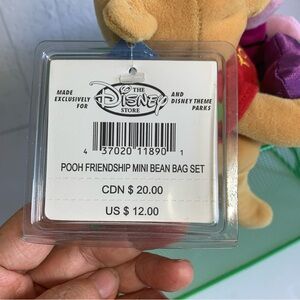 MADE
EXCLUSIVELY
FOR
THE
Disney
STORE
AND
DISNEY THEME
PARKS
4 37020 11890 1
POOH FRIENDSHIP MINI BEAN BAG SET
CDN $ 20.00
US $ 12.00